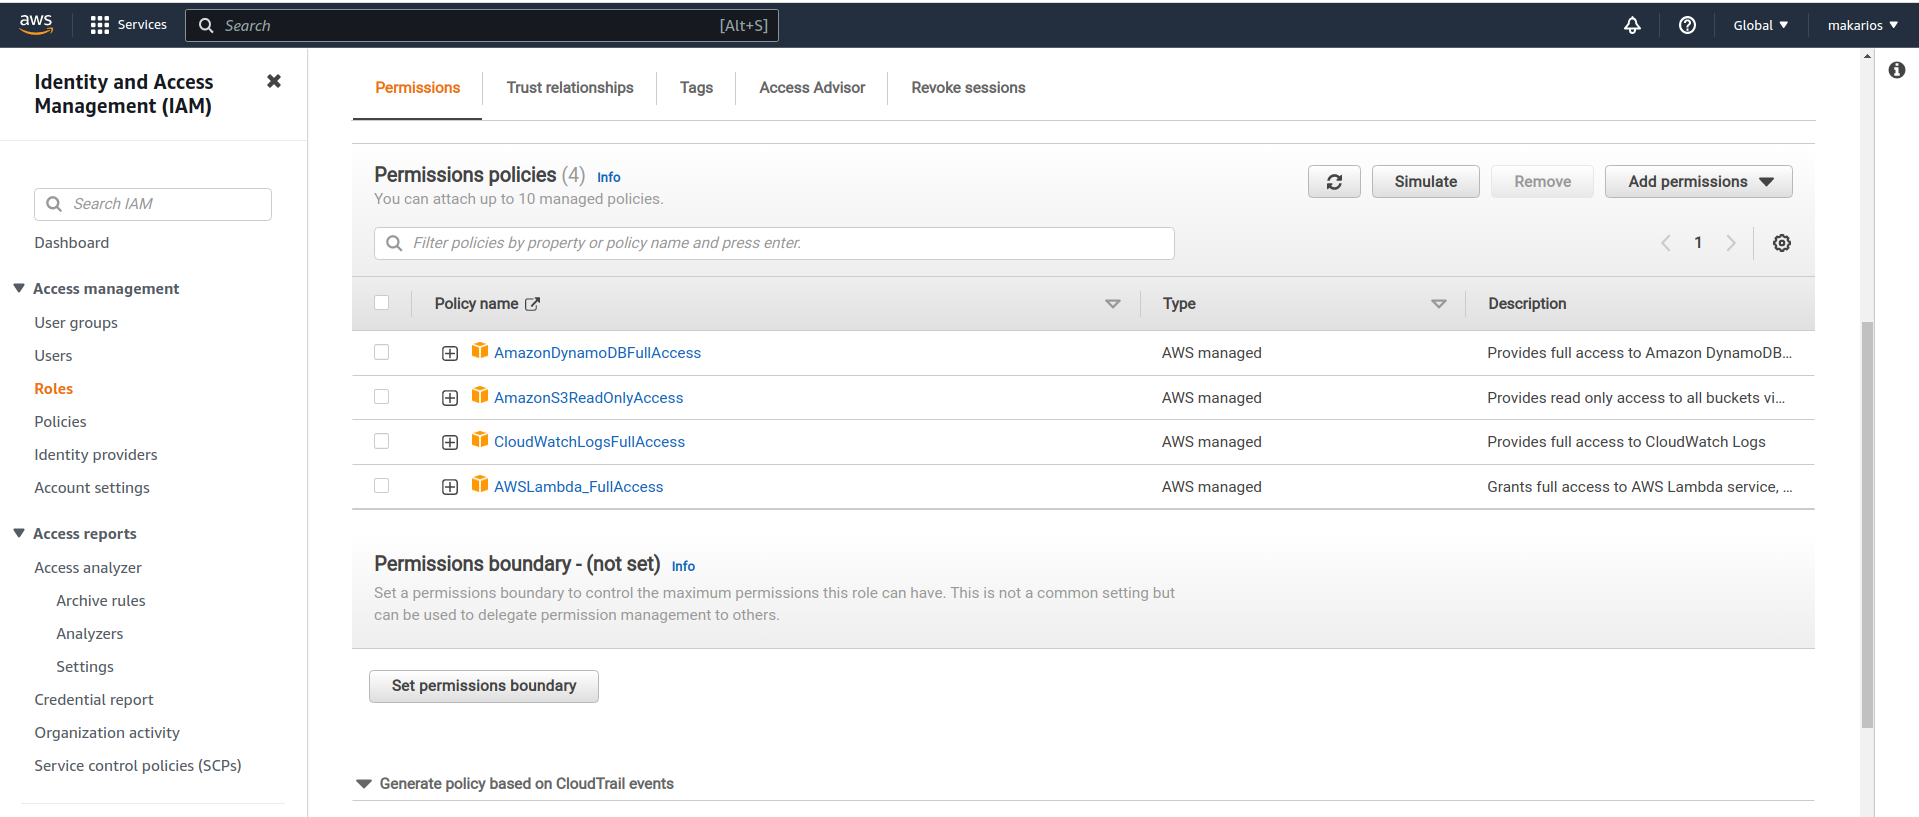 aws
Services
Search
[Alt+S]
Global
makarios
Identity and Access
Management (IAM)
Search IAM
Dashboard
Access management
User groups
Users
Roles
Policies
Identity providers
Account settings
Access reports
Access analyzer
Archive rules
Analyzers
Settings
Credential report
Organization activity
Service control policies (SCPs)
Permissions
Trust relationships
Tags
Access Advisor
Revoke sessions
Permissions policies (4) Info
You can attach up to 10 managed policies.
Simulate
Remove
Add permissions
Filter policies by property or policy name and press enter.
1
Policy name
Type
Description
AmazonDynamoDBFullAccess
AWS managed
Provides full access to Amazon DynamoDB...
AmazonS3ReadOnlyAccess
AWS managed
Provides read only access to all buckets vi...
CloudWatchLogsFullAccess
AWS managed
Provides full access to CloudWatch Logs
AWSLambda_FullAccess
AWS managed
Grants full access to AWS Lambda service, ...
Permissions boundary - (not set) Info
Set a permissions boundary to control the maximum permissions this role can have. This is not a common setting but
can be used to delegate permission management to others.
Set permissions boundary
Generate policy based on CloudTrail events